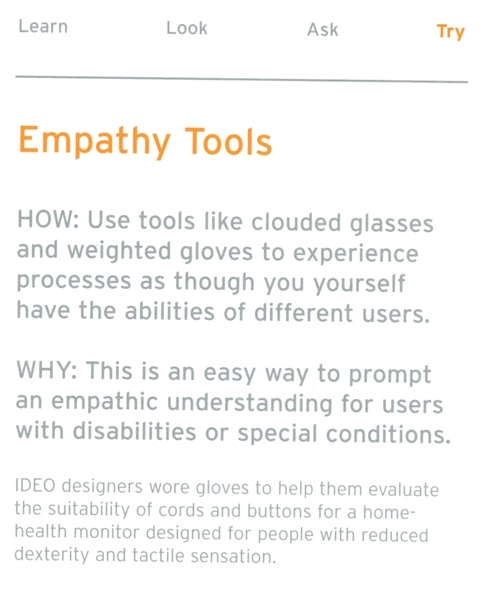 Learn Look Ask Try
Empathy Tools
HOW: Use tools like clouded glasses
and weighted gloves to experience
processes as though you yourself
have the abilities of different users.
WHY: This is an easy way to prompt
an empathic understanding for users
with disabilities or special conditions.
IDEO designers wore gloves to help them evaluate
the suitability of cords and buttons for a home-
health monitor designed for people with reduced
dexterity and tactile sensation.